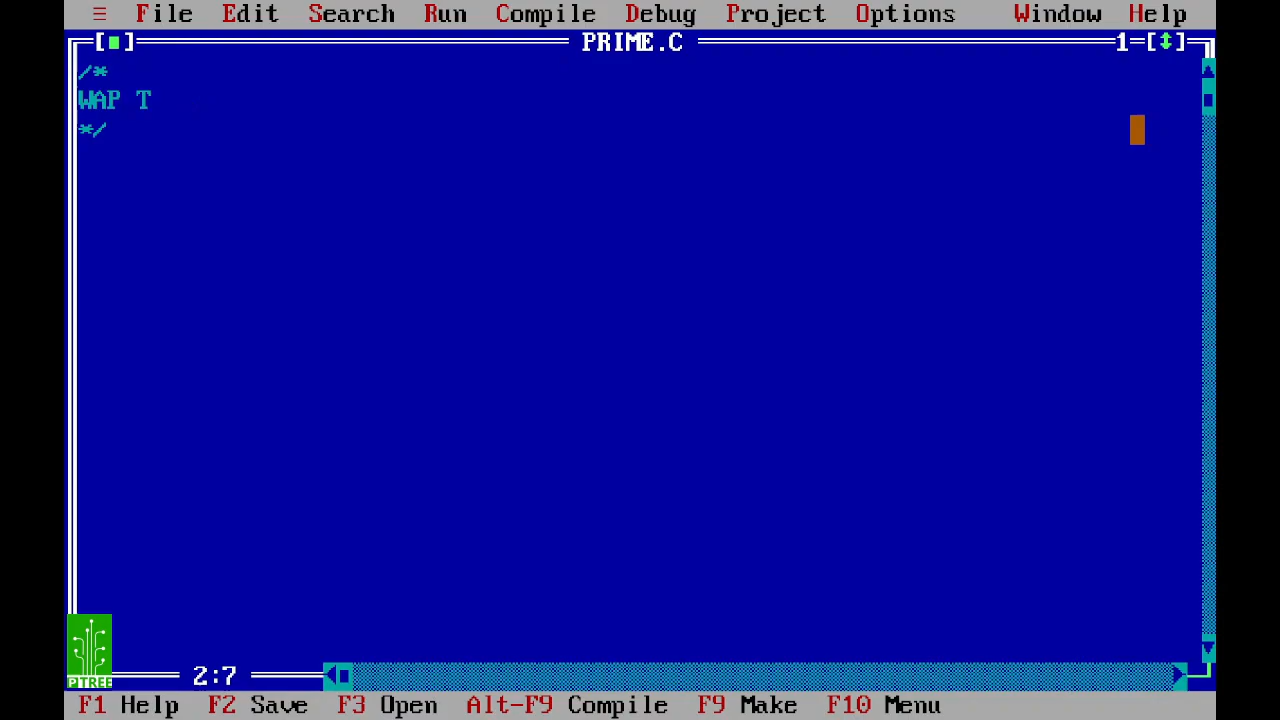 ≡ File Edit Search Run Compile Debug Project Options Window Help
[■] PRIME.C 1=[↕]
/*
WAP T
*/
PITREE
2:7
F1 Help F2 Save F3 Open Alt-F9 Compile F9 Make F10 Menu